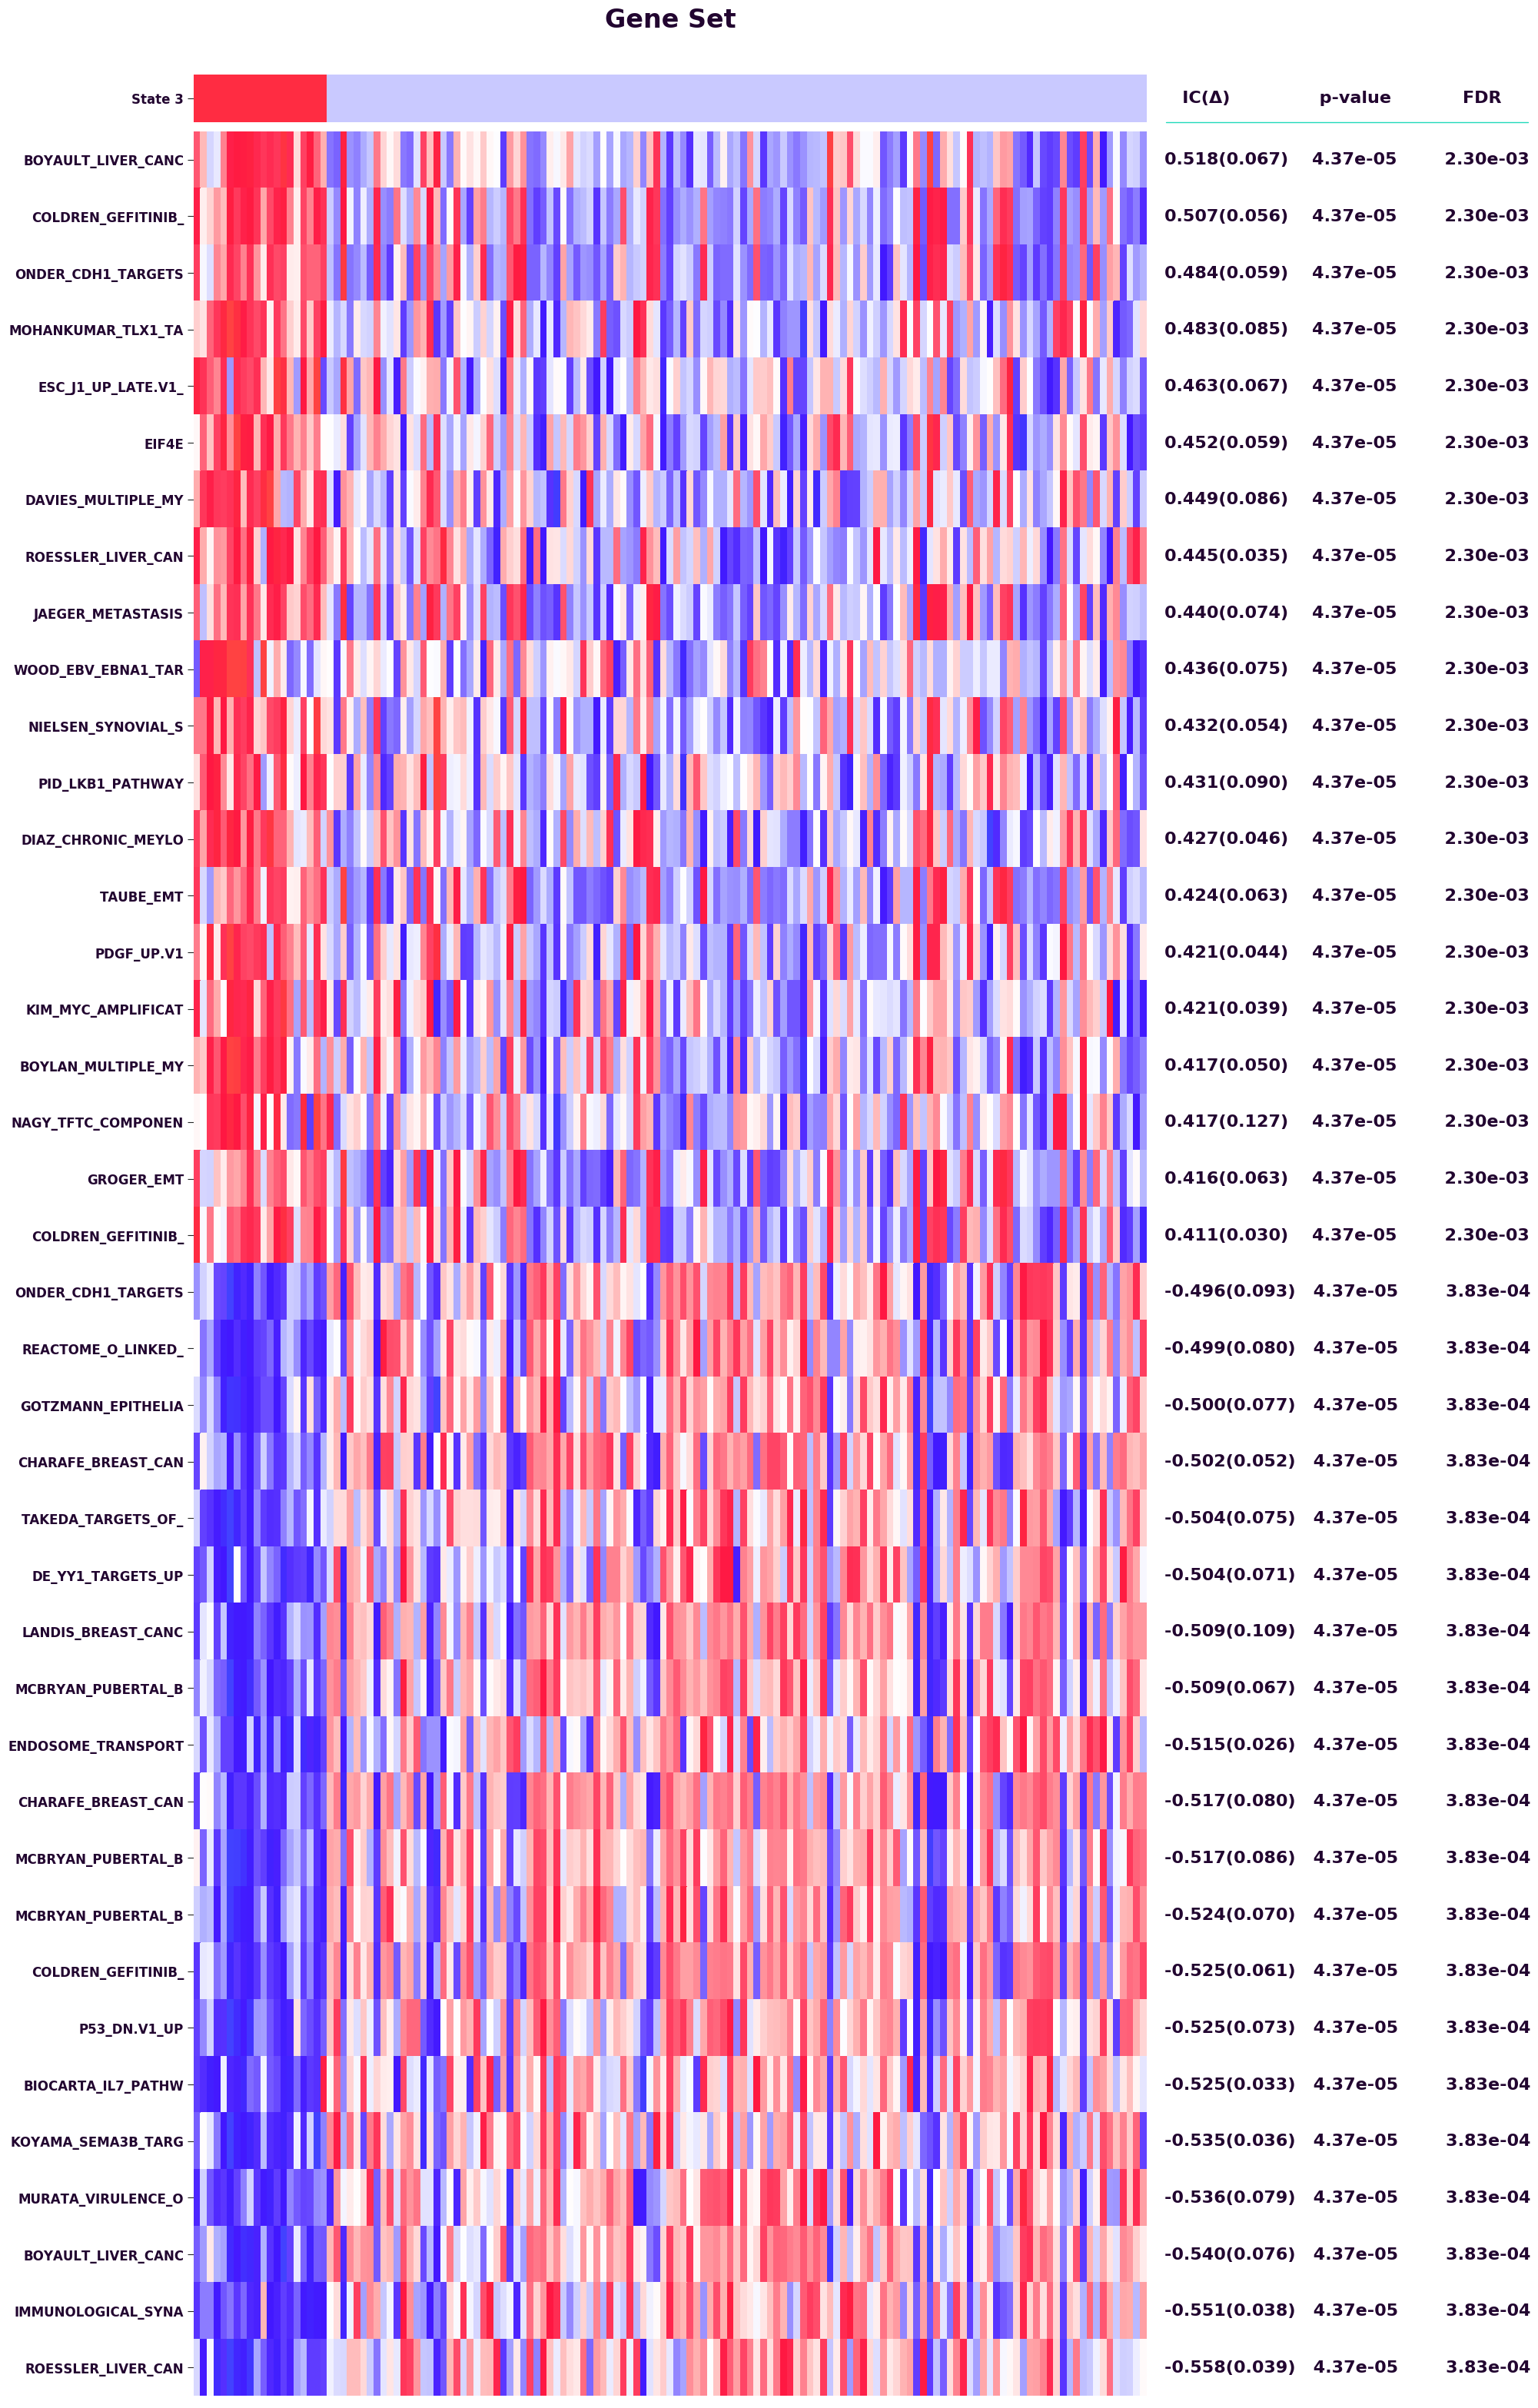 Gene Set
State 3 IC(Δ) p-value FDR
BOYAULT_LIVER_CANC 0.518(0.067) 4.37e-05 2.30e-03
COLDREN_GEFITINIB_ 0.507(0.056) 4.37e-05 2.30e-03
ONDER_CDH1_TARGETS 0.484(0.059) 4.37e-05 2.30e-03
MOHANKUMAR_TLX1_TA 0.483(0.085) 4.37e-05 2.30e-03
ESC_J1_UP_LATE.V1_ 0.463(0.067) 4.37e-05 2.30e-03
EIF4E 0.452(0.059) 4.37e-05 2.30e-03
DAVIES_MULTIPLE_MY 0.449(0.086) 4.37e-05 2.30e-03
ROESSLER_LIVER_CAN 0.445(0.035) 4.37e-05 2.30e-03
JAEGER_METASTASIS 0.440(0.074) 4.37e-05 2.30e-03
WOOD_EBV_EBNA1_TAR 0.436(0.075) 4.37e-05 2.30e-03
NIELSEN_SYNOVIAL_S 0.432(0.054) 4.37e-05 2.30e-03
PID_LKB1_PATHWAY 0.431(0.090) 4.37e-05 2.30e-03
DIAZ_CHRONIC_MEYLO 0.427(0.046) 4.37e-05 2.30e-03
TAUBE_EMT 0.424(0.063) 4.37e-05 2.30e-03
PDGF_UP.V1 0.421(0.044) 4.37e-05 2.30e-03
KIM_MYC_AMPLIFICAT 0.421(0.039) 4.37e-05 2.30e-03
BOYLAN_MULTIPLE_MY 0.417(0.050) 4.37e-05 2.30e-03
NAGY_TFTC_COMPONEN 0.417(0.127) 4.37e-05 2.30e-03
GROGER_EMT 0.416(0.063) 4.37e-05 2.30e-03
COLDREN_GEFITINIB_ 0.411(0.030) 4.37e-05 2.30e-03
ONDER_CDH1_TARGETS -0.496(0.093) 4.37e-05 3.83e-04
REACTOME_O_LINKED_ -0.499(0.080) 4.37e-05 3.83e-04
GOTZMANN_EPITHELIA -0.500(0.077) 4.37e-05 3.83e-04
CHARAFE_BREAST_CAN -0.502(0.052) 4.37e-05 3.83e-04
TAKEDA_TARGETS_OF_ -0.504(0.075) 4.37e-05 3.83e-04
DE_YY1_TARGETS_UP -0.504(0.071) 4.37e-05 3.83e-04
LANDIS_BREAST_CANC -0.509(0.109) 4.37e-05 3.83e-04
MCBRYAN_PUBERTAL_B -0.509(0.067) 4.37e-05 3.83e-04
ENDOSOME_TRANSPORT -0.515(0.026) 4.37e-05 3.83e-04
CHARAFE_BREAST_CAN -0.517(0.080) 4.37e-05 3.83e-04
MCBRYAN_PUBERTAL_B -0.517(0.086) 4.37e-05 3.83e-04
MCBRYAN_PUBERTAL_B -0.524(0.070) 4.37e-05 3.83e-04
COLDREN_GEFITINIB_ -0.525(0.061) 4.37e-05 3.83e-04
P53_DN.V1_UP -0.525(0.073) 4.37e-05 3.83e-04
BIOCARTA_IL7_PATHW -0.525(0.033) 4.37e-05 3.83e-04
KOYAMA_SEMA3B_TARG -0.535(0.036) 4.37e-05 3.83e-04
MURATA_VIRULENCE_O -0.536(0.079) 4.37e-05 3.83e-04
BOYAULT_LIVER_CANC -0.540(0.076) 4.37e-05 3.83e-04
IMMUNOLOGICAL_SYNA -0.551(0.038) 4.37e-05 3.83e-04
ROESSLER_LIVER_CAN -0.558(0.039) 4.37e-05 3.83e-04